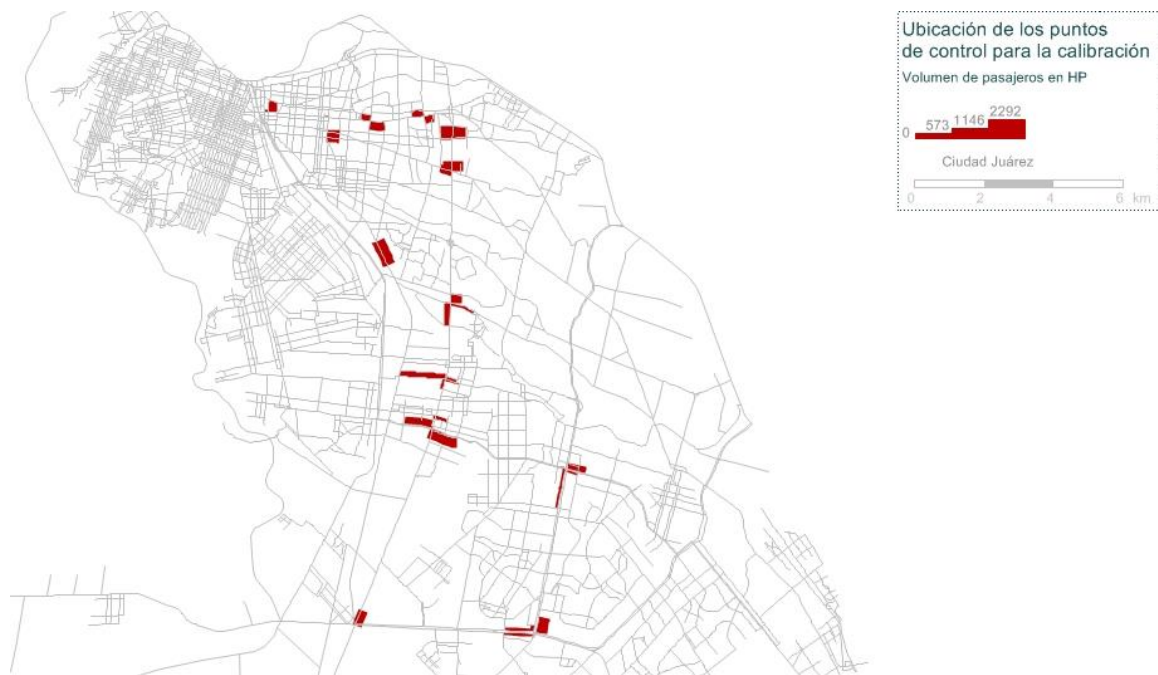 Ubicación de los puntos
de control para la calibración
Volumen de pasajeros en HP
0 573 1146 2292
Ciudad Juárez
0 2 4 6 km